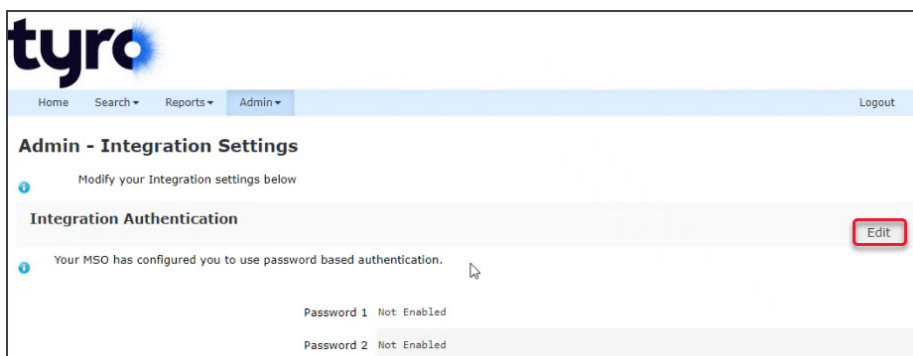 tyro
Home Search Reports Admin Logout
Admin - Integration Settings
Modify your Integration settings below
Integration Authentication
Edit
Your MSO has configured you to use password based authentication.
Password 1 Not Enabled
Password 2 Not Enabled